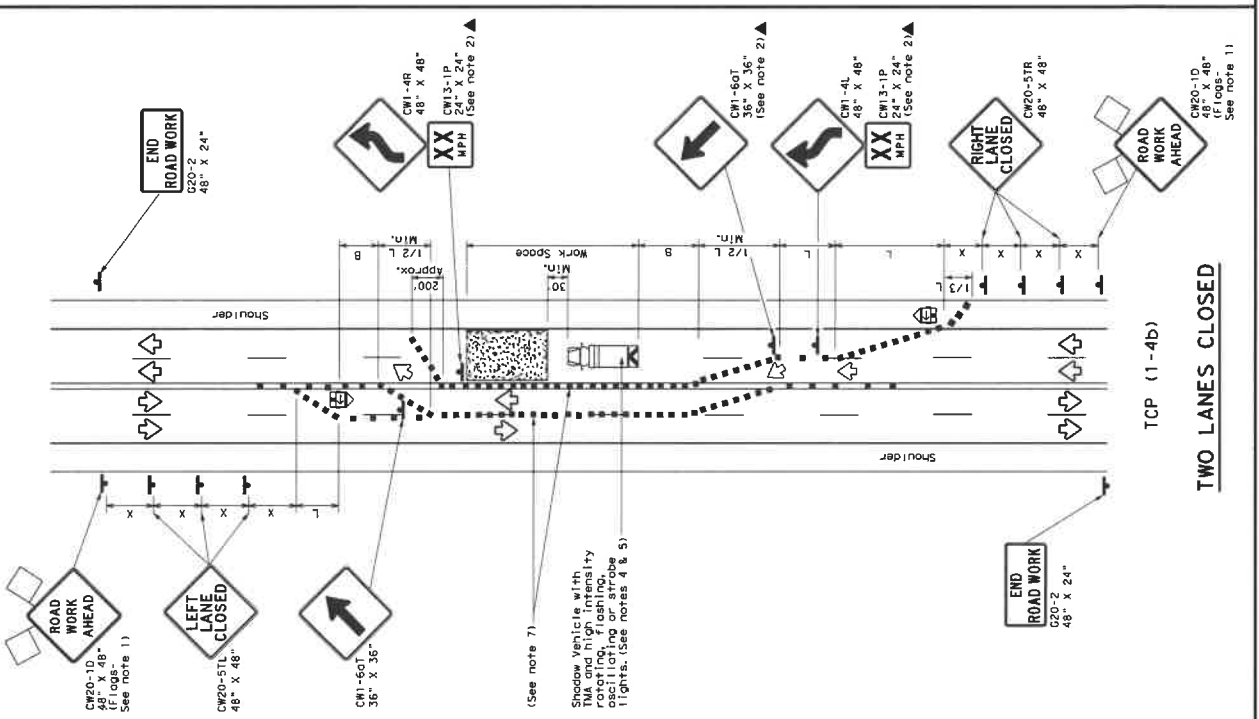 END
ROAD WORK
G20-2
48" X 24"
CW1-4R
48" X 48"
XX
MPH
CW13-1P
24" X 24"
(See note 2)▲
CW1-6aT
36" X 36"
(See note 2)▲
CW1-4L
48" X 48"
XX
MPH
CW13-1P
24" X 24"
(See note 2)▲
RIGHT
LANE
CLOSED
CW20-5TR
48" X 48"
ROAD
WORK
AHEAD
CW20-1D
48" X 48"
(Flags-
See note 1)
Shoulder
B
1/2 L
Min.
200'
Approx.
Work Space
30'
Min.
B
1/2 L
Min.
L
L
1/3 L
X
X
X
X
Shoulder
X
X
X
X
L
ROAD
WORK
AHEAD
CW20-1D
48" X 48"
(Flags-
See note 1)
LEFT
LANE
CLOSED
CW20-5TL
48" X 48"
CW1-6aT
36" X 36"
(See note 7)
Shadow Vehicle with
TMA and high intensity
rotating, flashing,
oscillating or strobe
lights. (See notes 4 & 5)
END
ROAD WORK
G20-2
48" X 24"
TCP (1-4b)
TWO LANES CLOSED